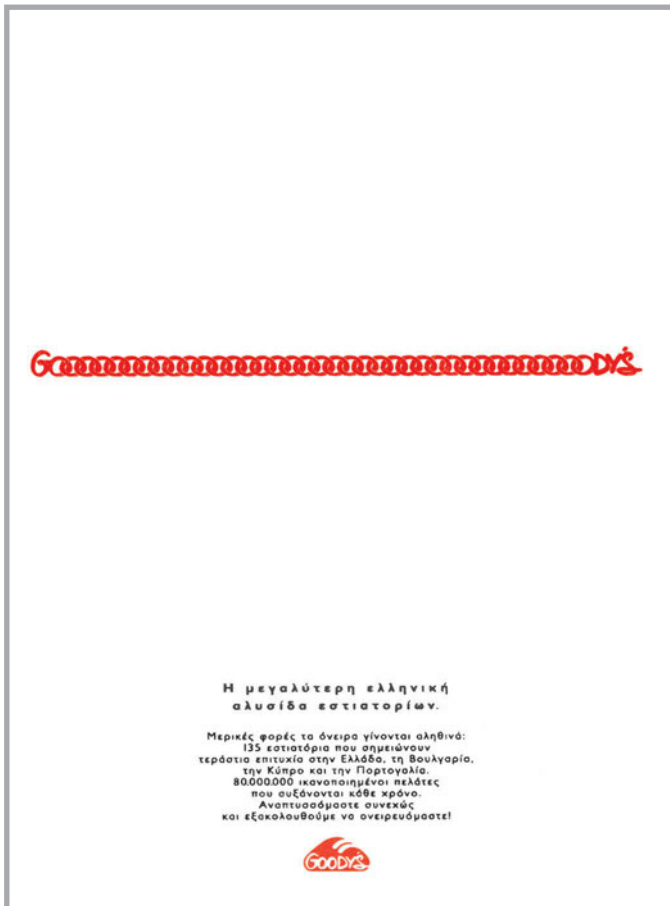 GOOOOOOOOOOOOOOOOOOOOOOOOOOOOOOOOOOOOODY'S
Η μεγαλύτερη ελληνική
αλυσίδα εστιατορίων.
Μερικές φορές τα όνειρα γίνονται αληθινά:
135 εστιατόρια που σημειώνουν
τεράστια επιτυχία στην Ελλάδα, τη Βουλγαρία,
την Κύπρο και την Πορτογαλία.
80.000.000 ικανοποιημένοι πελάτες
που αυξάνονται κάθε χρόνο.
Αναπτυσσόμαστε συνεχώς
και εξακολουθούμε να ονειρευόμαστε!
GOODY'S